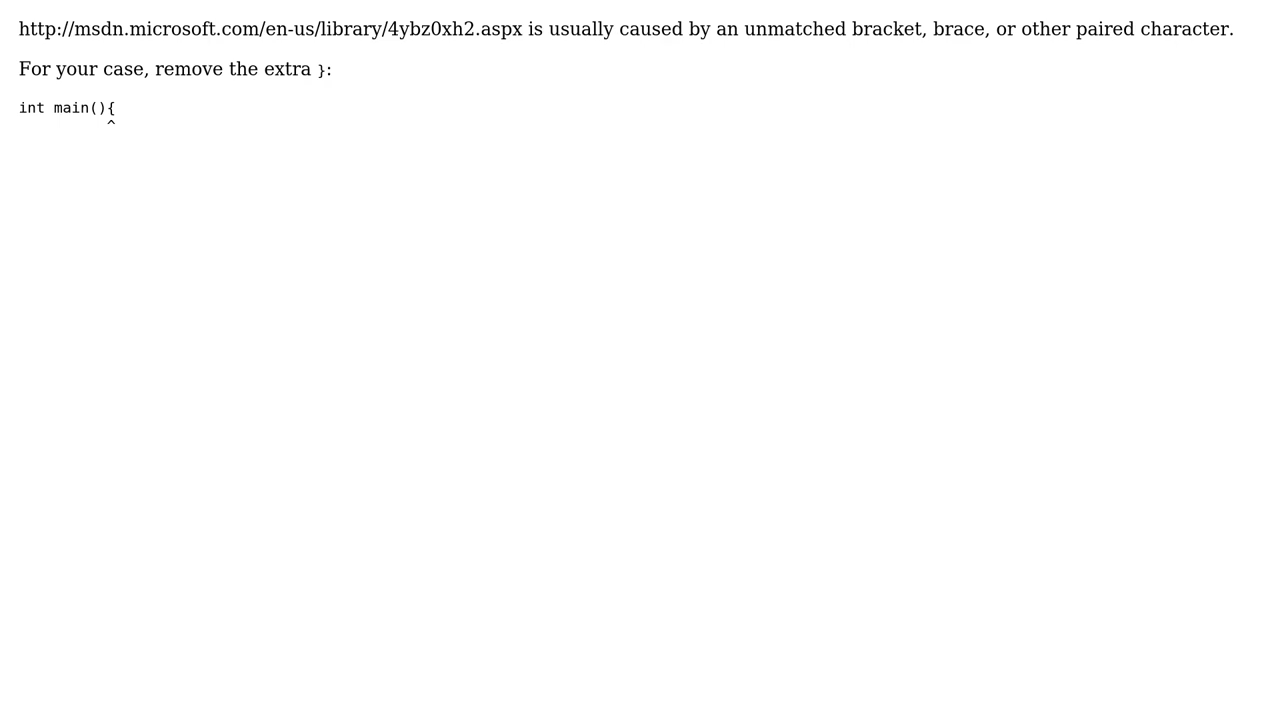 http://msdn.microsoft.com/en-us/library/4ybz0xh2.aspx is usually caused by an unmatched bracket, brace, or other paired character.
For your case, remove the extra }:
int main(){
          ^